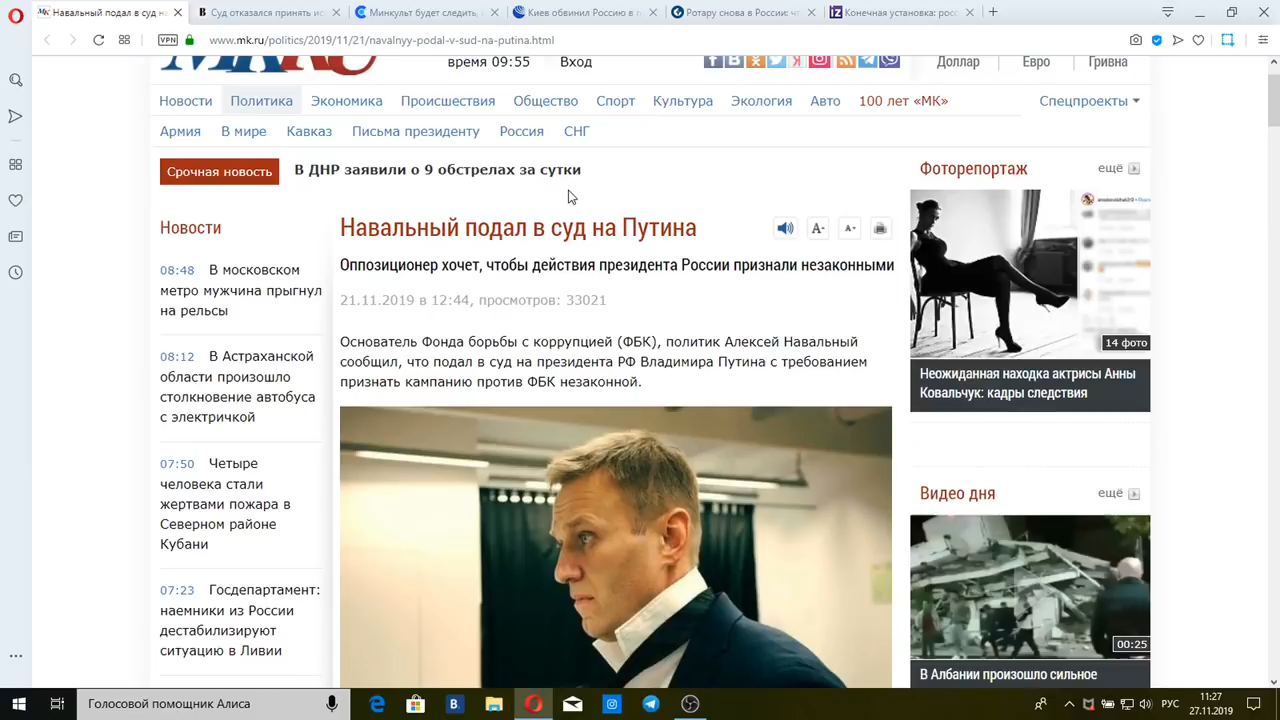 Навальный подал в суд на
Суд отказался принять ис
Минкульт будет следить,
Киев обвинил Россию в г
Ротару снова в России: ч
Конечная установка: рос
VPN
www.mk.ru/politics/2019/11/21/navalnyy-podal-v-sud-na-putina.html
время 09:55
Вход
Доллар
Евро
Гривна
Новости
Политика
Экономика
Происшествия
Общество
Спорт
Культура
Экология
Авто
100 лет «МК»
Спецпроекты
Армия
В мире
Кавказ
Письма президенту
Россия
СНГ
Срочная новость
В ДНР заявили о 9 обстрелах за сутки
Новости
08:48 В московском
метро мужчина прыгнул
на рельсы
08:12 В Астраханской
области произошло
столкновение автобуса
с электричкой
07:50 Четыре
человека стали
жертвами пожара в
Северном районе
Кубани
07:23 Госдепартамент:
наемники из России
дестабилизируют
ситуацию в Ливии
Навальный подал в суд на Путина
Оппозиционер хочет, чтобы действия президента России признали незаконными
21.11.2019 в 12:44, просмотров: 33021
Основатель Фонда борьбы с коррупцией (ФБК), политик Алексей Навальный
сообщил, что подал в суд на президента РФ Владимира Путина с требованием
признать кампанию против ФБК незаконной.
Фоторепортаж
ещё
14 фото
Неожиданная находка актрисы Анны
Ковальчук: кадры следствия
Видео дня
ещё
00:25
В Албании произошло сильное
Голосовой помощник Алиса
РУС
11:27
27.11.2019